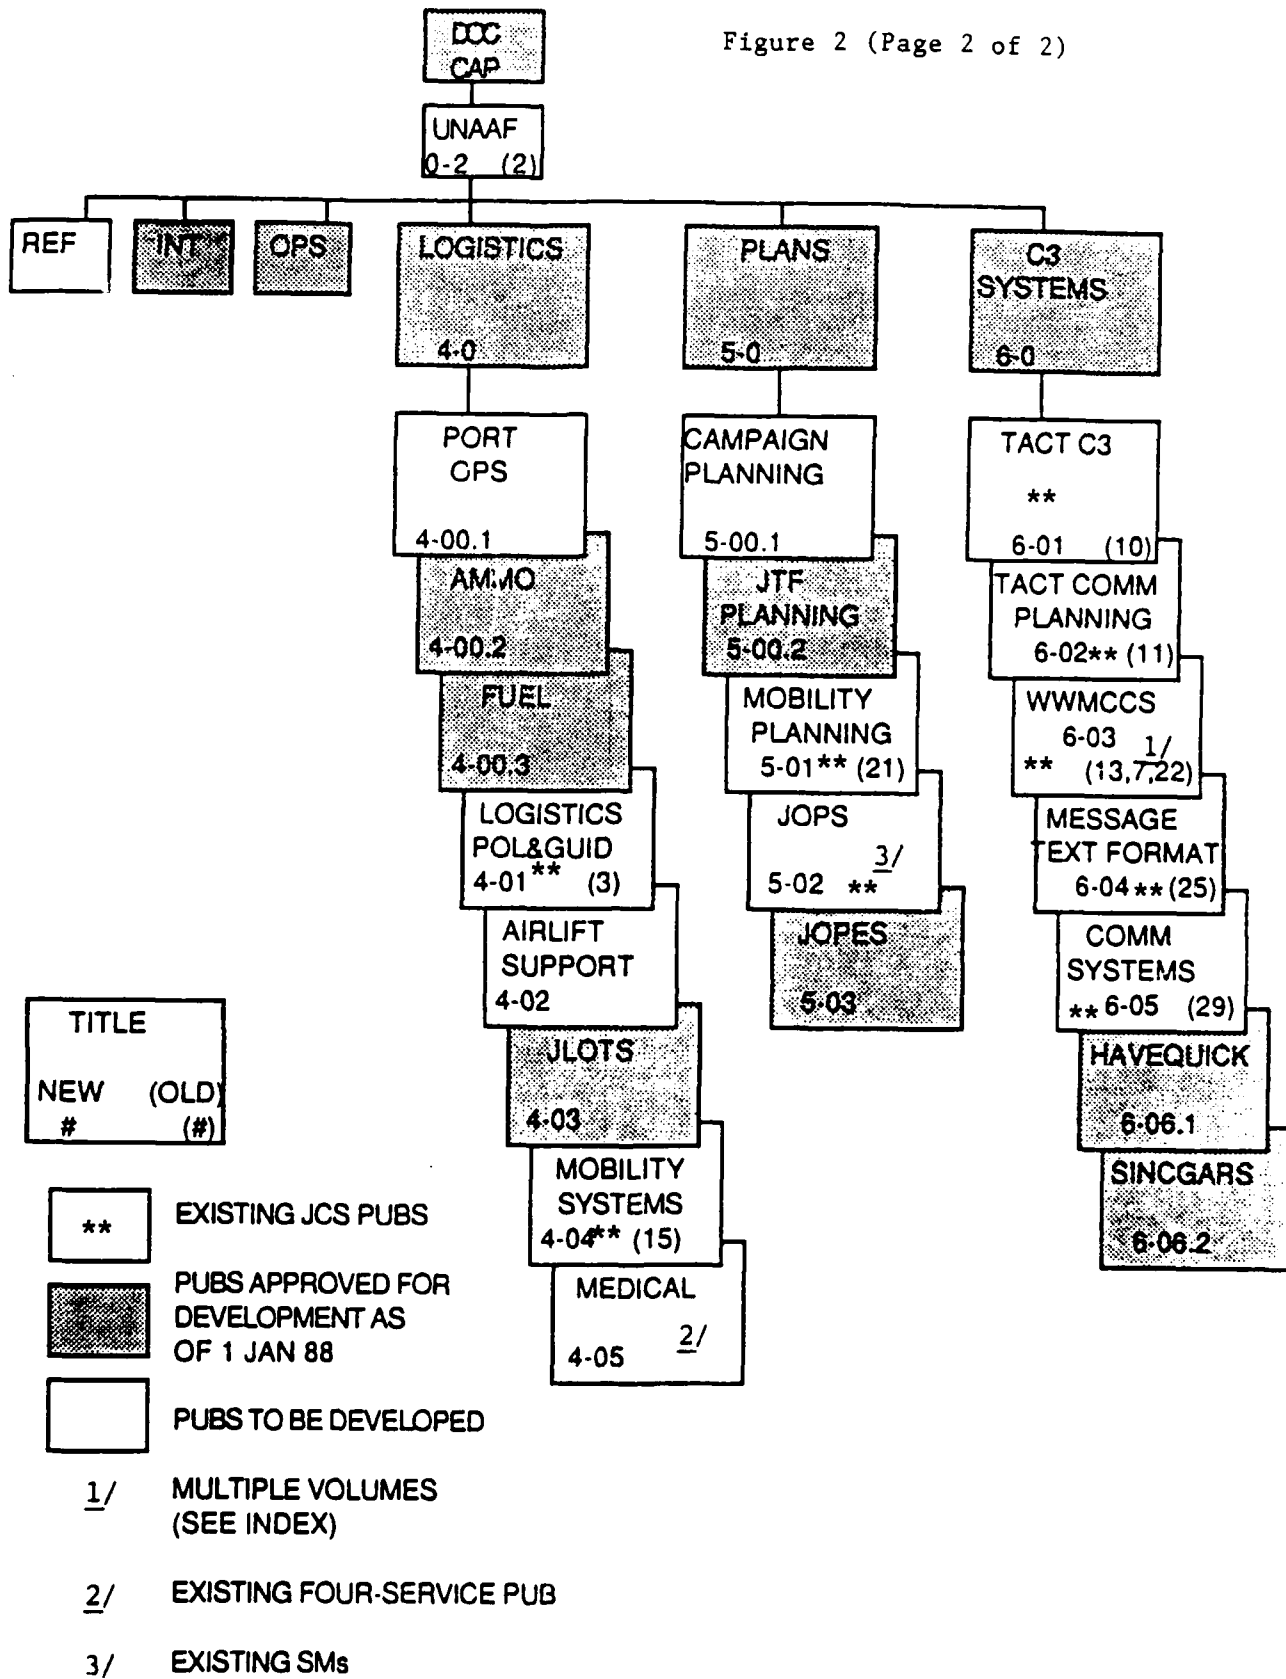 Figure 2 (Page 2 of 2)
DOC
CAP
UNAAF
0-2 (2)
REF
INT
OPS
LOGISTICS
4-0
PLANS
5-0
C3
SYSTEMS
6-0
PORT
OPS
4-00.1
AMMO
4-00.2
FUEL
4-00.3
LOGISTICS
POL&GUID
4-01** (3)
AIRLIFT
SUPPORT
4-02
JLOTS
4-03
MOBILITY
SYSTEMS
4-04** (15)
MEDICAL
4-05 2/
CAMPAIGN
PLANNING
5-00.1
JTF
PLANNING
5-00.2
MOBILITY
PLANNING
5-01** (21)
JOPS
3/
5-02 **
JOPES
5-03
TACT C3
**
6-01 (10)
TACT COMM
PLANNING
6-02** (11)
WWMCCS
6-03 1/
** (13,7,22)
MESSAGE
TEXT FORMAT
6-04** (25)
COMM
SYSTEMS
** 6-05 (29)
HAVEQUICK
6-06.1
SINCGARS
6-06.2
TITLE
NEW (OLD)
# (#)
** EXISTING JCS PUBS
PUBS APPROVED FOR
DEVELOPMENT AS
OF 1 JAN 88
PUBS TO BE DEVELOPED
1/ MULTIPLE VOLUMES
(SEE INDEX)
2/ EXISTING FOUR-SERVICE PUB
3/ EXISTING SMs